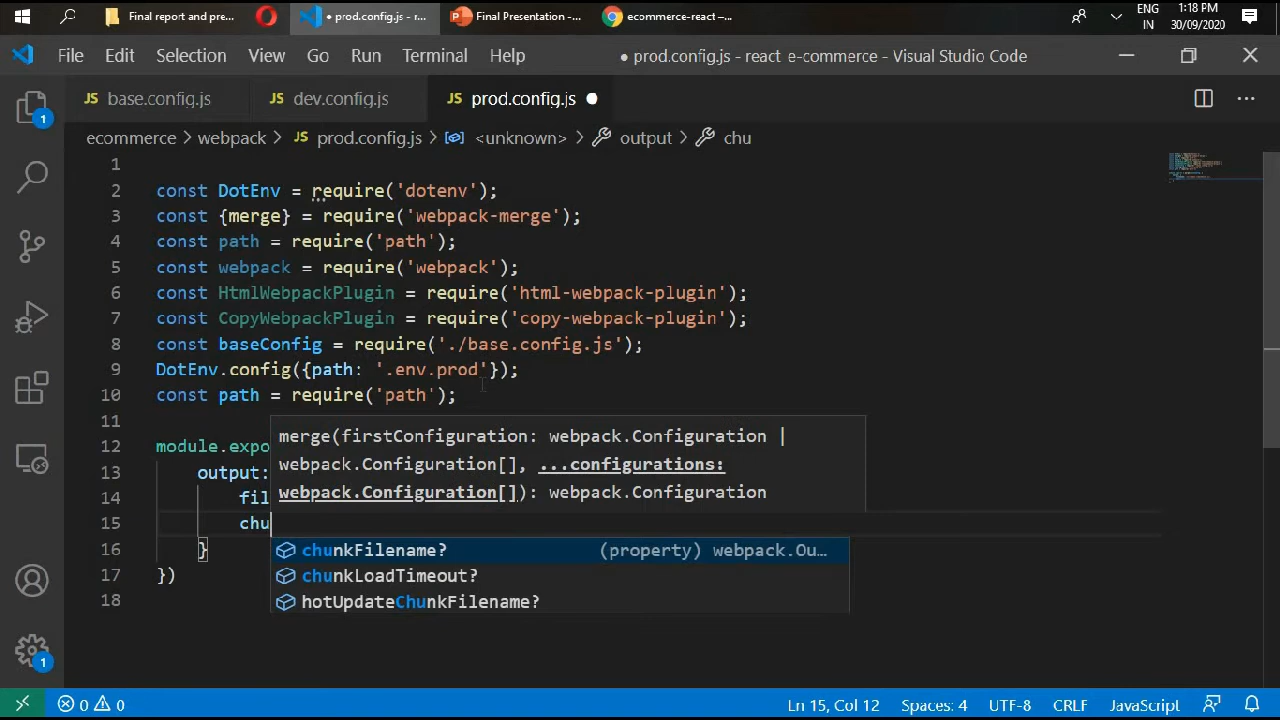 Final report and pre...
prod.config.js - r...
Final Presentation -...
ecommerce-react –...
ENG
IN
1:18 PM
30/09/2020
File Edit Selection View Go Run Terminal Help
● prod.config.js - react e-commerce - Visual Studio Code
JS base.config.js
JS dev.config.js
JS prod.config.js
ecommerce > webpack > JS prod.config.js > <unknown> > output > chu
1
2 const DotEnv = require('dotenv');
3 const {merge} = require('webpack-merge');
4 const path = require('path');
5 const webpack = require('webpack');
6 const HtmlWebpackPlugin = require('html-webpack-plugin');
7 const CopyWebpackPlugin = require('copy-webpack-plugin');
8 const baseConfig = require('./base.config.js');
9 DotEnv.config({path: '.env.prod'});
10 const path = require('path');
11
12 module.expo
13 output:
14 fil
15 chu
16 }
17 })
18
merge(firstConfiguration: webpack.Configuration |
webpack.Configuration[], ...configurations:
webpack.Configuration[]): webpack.Configuration
chunkFilename? (property) webpack.Ou...
chunkLoadTimeout?
hotUpdateChunkFilename?
1
1
0 0
Ln 15, Col 12 Spaces: 4 UTF-8 CRLF JavaScript